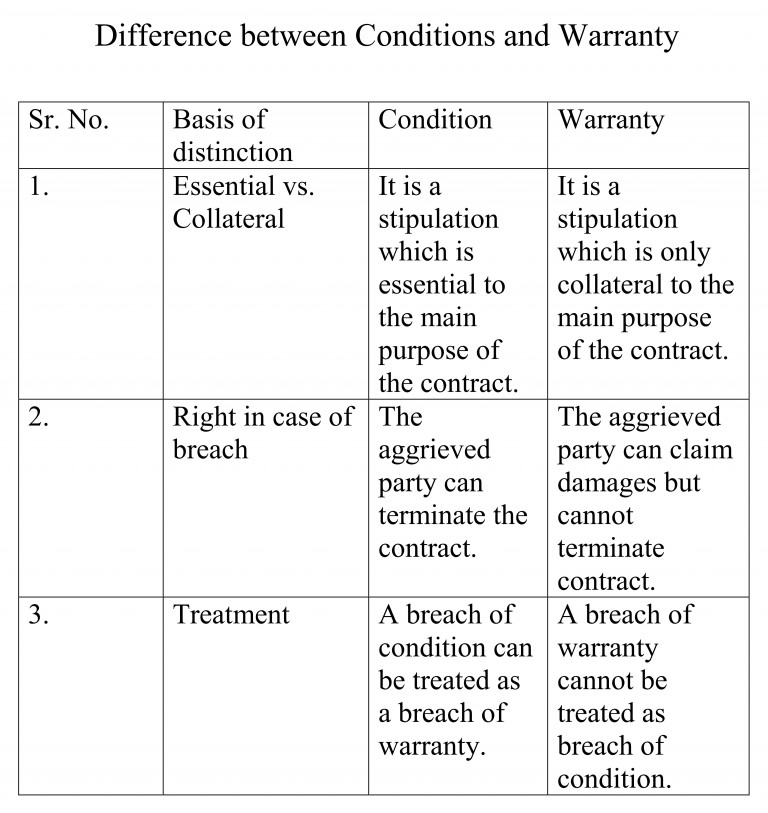 Difference between Conditions and Warranty
Sr. No.
Basis of
distinction
Condition
Warranty
1.
Essential vs.
Collateral
It is a
stipulation
which is
essential to
the main
purpose of
the contract.
It is a
stipulation
which is only
collateral to the
main purpose
of the contract.
2.
Right in case of
breach
The
aggrieved
party can
terminate the
contract.
The aggrieved
party can claim
damages but
cannot
terminate
contract.
3.
Treatment
A breach of
condition can
be treated as
a breach of
warranty.
A breach of
warranty
cannot be
treated as
breach of
condition.